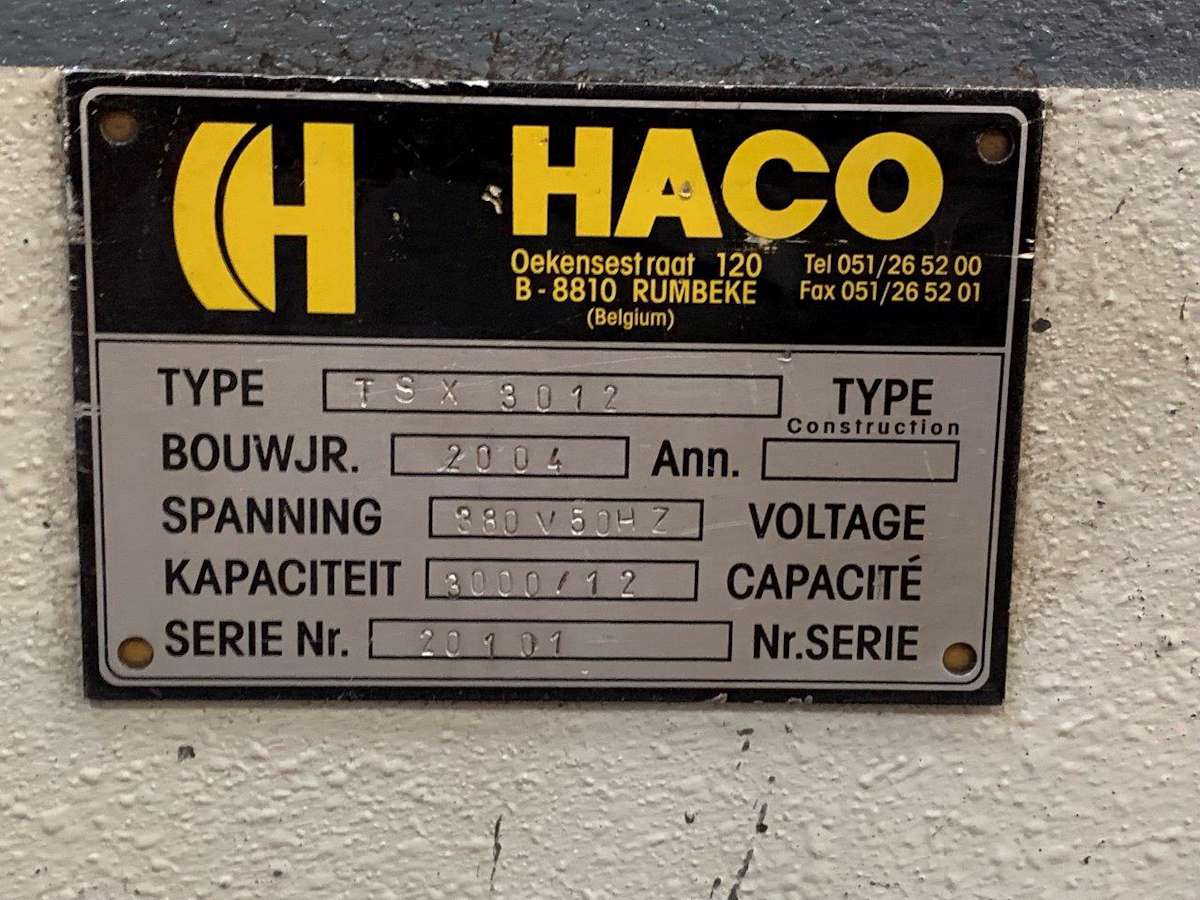 H HACO
Oekensestraat 120 Tel 051/26 52 00
B-8810 RUMBEKE Fax 051/26 52 01
(Belgium)
TYPE TSX 3012 TYPE
Construction
BOUWJR. 2004 Ann.
SPANNING 380 V 50HZ VOLTAGE
KAPACITEIT 3000/12 CAPACITÉ
SERIE Nr. 20101 Nr.SERIE